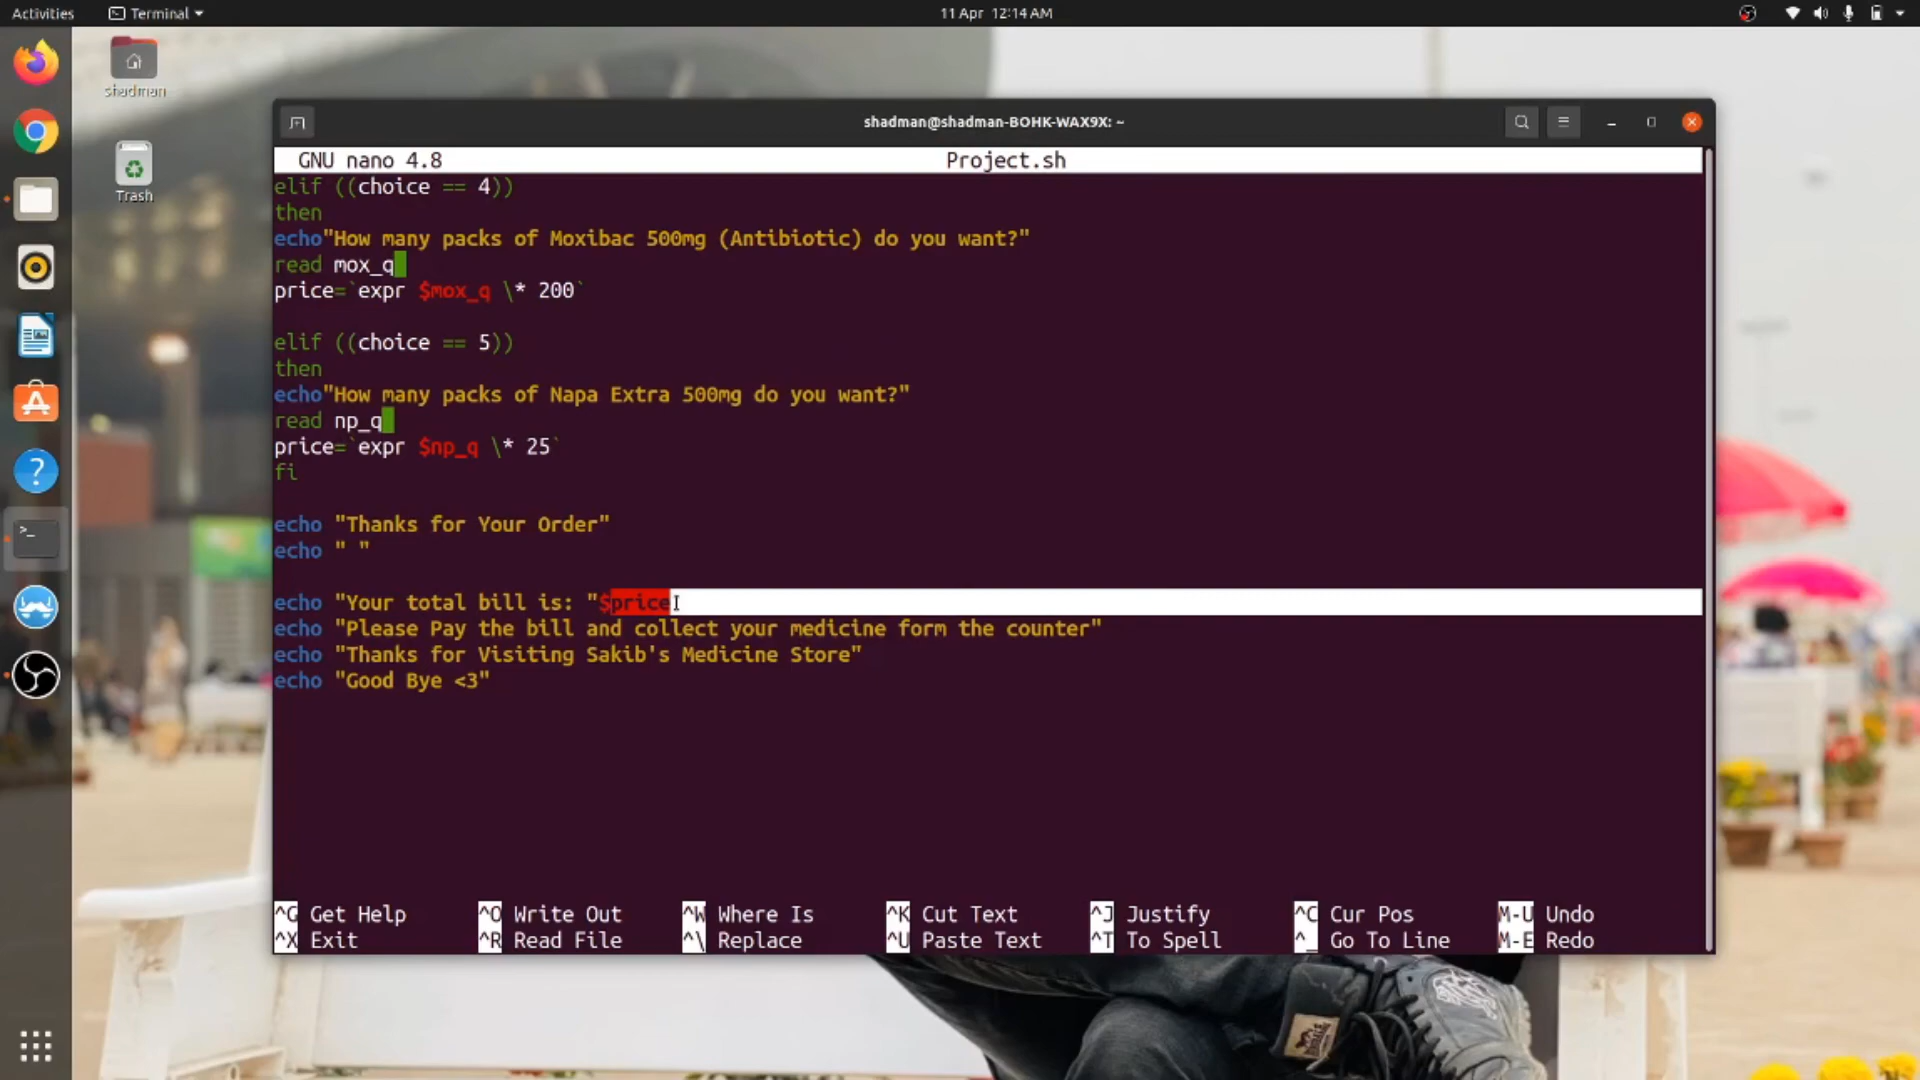 Activities Terminal 11 Apr 12:14 AM
shadman
Trash
shadman@shadman-BOHK-WAX9X: ~
GNU nano 4.8 Project.sh
elif ((choice == 4))
then
echo"How many packs of Moxibac 500mg (Antibiotic) do you want?"
read mox_q
price=`expr $mox_q \* 200`
elif ((choice == 5))
then
echo"How many packs of Napa Extra 500mg do you want?"
read np_q
price=`expr $np_q \* 25`
fi
echo "Thanks for Your Order"
echo " "
echo "Your total bill is: "$price
echo "Please Pay the bill and collect your medicine form the counter"
echo "Thanks for Visiting Sakib's Medicine Store"
echo "Good Bye <3"
^G Get Help ^O Write Out ^W Where Is ^K Cut Text ^J Justify ^C Cur Pos M-U Undo
^X Exit ^R Read File ^\ Replace ^U Paste Text ^T To Spell ^_ Go To Line M-E Redo